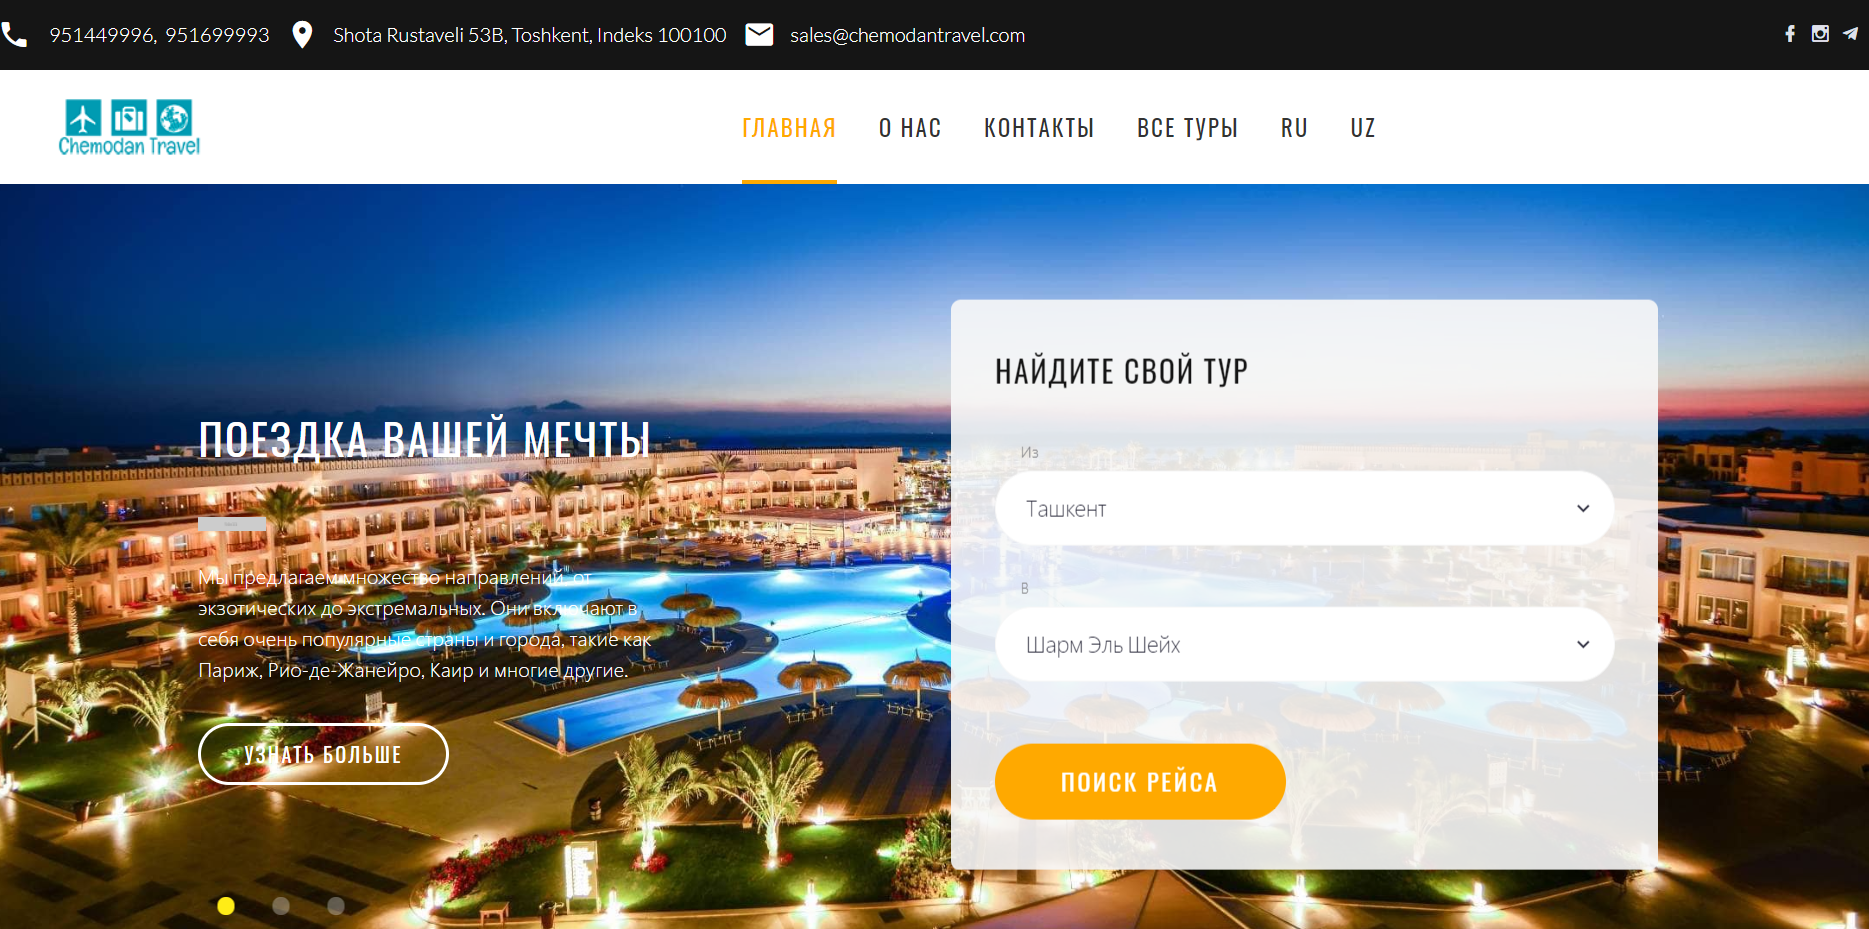 951449996, 951699993 Shota Rustaveli 53B, Toshkent, Indeks 100100 sales@chemodantravel.com
Chemodan Travel
ГЛАВНАЯ О НАС КОНТАКТЫ ВСЕ ТУРЫ RU UZ
НАЙДИТЕ СВОЙ ТУР
ПОЕЗДКА ВАШЕЙ МЕЧТЫ
Из
Ташкент
Мы предлагаем множество направлений, от
экзотических до экстремальных. Они включают в
себя очень популярные страны и города, такие как
Париж, Рио-де-Жанейро, Каир и многие другие.
В
Шарм Эль Шейх
УЗНАТЬ БОЛЬШЕ
ПОИСК РЕЙСА